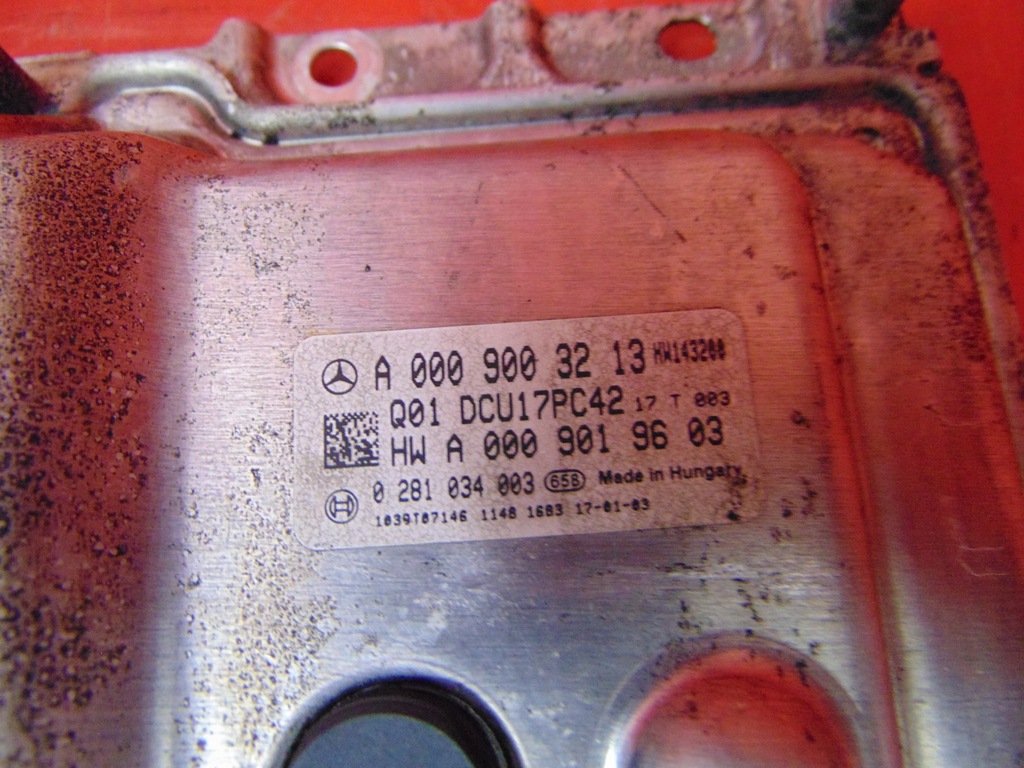 A 000 900 32 13 HW143200
Q01 DCU17PC42 17 T 003
HW A 000 901 96 03
0 281 034 003 658 Made in Hungary
1039T07146 1148 1683 17-01-03